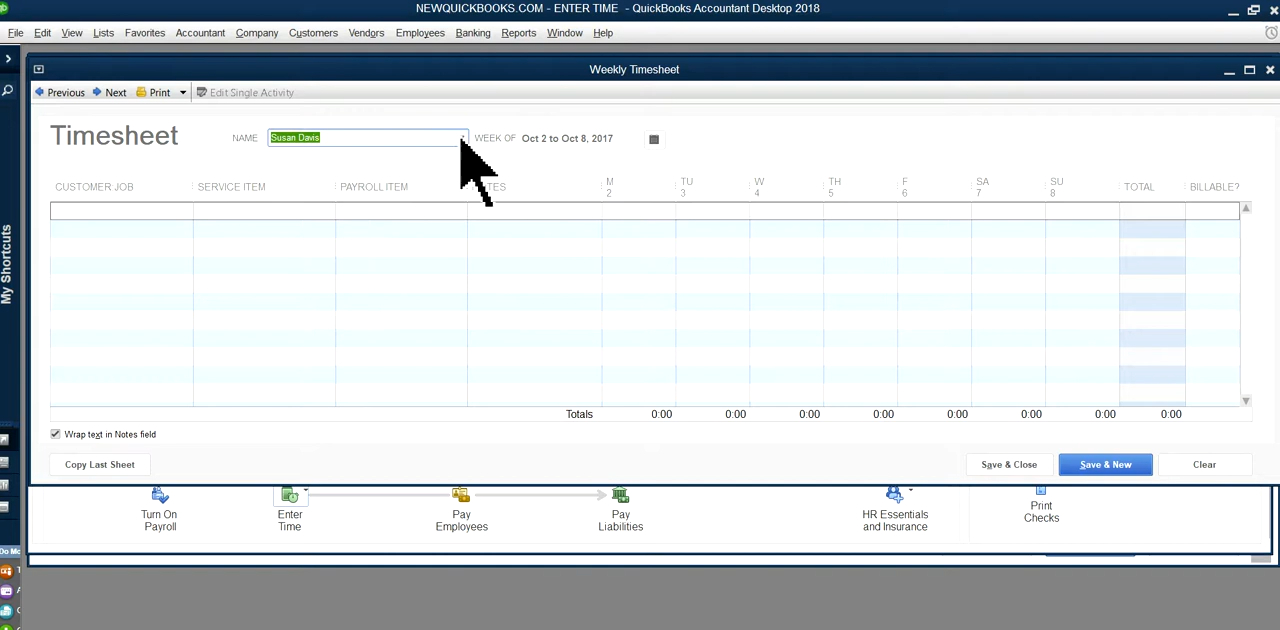 NEWQUICKBOOKS.COM - ENTER TIME - QuickBooks Accountant Desktop 2018
File Edit View Lists Favorites Accountant Company Customers Vendors Employees Banking Reports Window Help
Weekly Timesheet
Previous Next Print Edit Single Activity
Timesheet NAME Susan Davis WEEK OF Oct 2 to Oct 8, 2017
CUSTOMER JOB SERVICE ITEM PAYROLL ITEM M TU W TH F SA SU TOTAL BILLABLE?
2 3 4 5 6 7 8
My Shortcuts
Totals 0:00 0:00 0:00 0:00 0:00 0:00 0:00 0:00
Wrap text in Notes field
Copy Last Sheet Save & Close Save & New Clear
Turn On Payroll
Enter Time
Pay Employees
Pay Liabilities
HR Essentials and Insurance
Print Checks